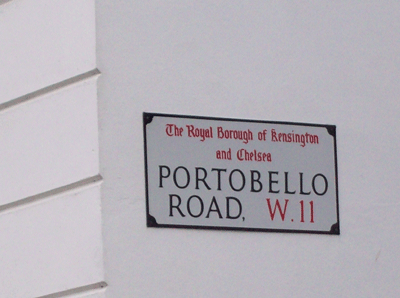 The Royal Borough of Kensington
and Chelsea
PORTOBELLO
ROAD, W.11